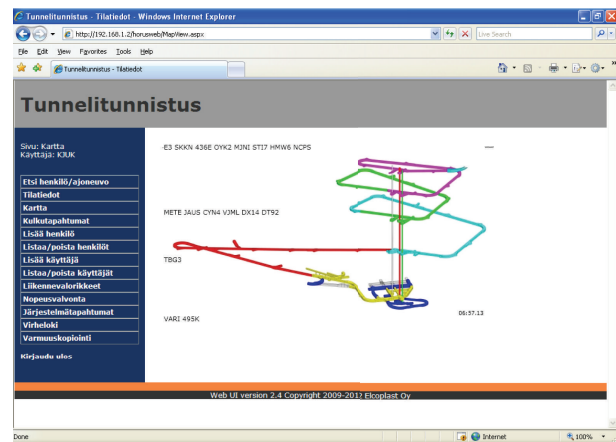 Tunnelitunnistus - Tilatiedot - Windows Internet Explorer
http://192.168.1.2/horusweb/MapView.aspx
Live Search
File Edit View Favorites Tools Help
Tunnelitunnistus - Tilatiedot
Tunnelitunnistus
Sivu: Kartta
Käyttäjä: KJUK
Etsi henkilö/ajoneuvo
Tilatiedot
Kartta
Kulkutapahtumat
Lisää henkilö
Listaa/poista henkilöt
Lisää käyttäjä
Listaa/poista käyttäjät
Liikennevalorikkeet
Nopeusvalvonta
Järjestelmätapahtumat
Virheloki
Varmuuskopiointi
Kirjaudu ulos
E3 SKKN 436E OYK2 MJNI STI7 HMW6 NCPS
METE JAUS CYN4 VJML DX14 DT92
TBG3
VARI 495K
06:57.13
Web UI version 2.4 Copyright 2009-2012 Elcoplast Oy
Done
Internet
100%